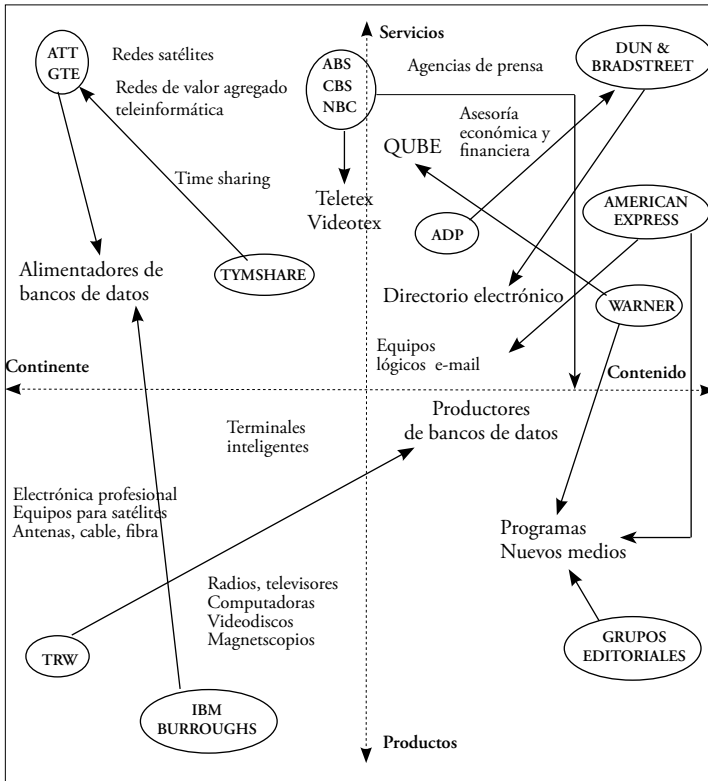 Servicios
ATT
GTE
Redes satélites
Redes de valor agregado
teleinformática
ABS
CBS
NBC
Agencias de prensa
DUN &
BRADSTREET
Asesoría
económica y
financiera
QUBE
Time sharing
Teletex
Videotex
ADP
AMERICAN
EXPRESS
Alimentadores de
bancos de datos
TYMSHARE
Directorio electrónico
WARNER
Equipos
lógicos e-mail
Continente
Contenido
Productores
de bancos de datos
Terminales
inteligentes
Electrónica profesional
Equipos para satélites
Antenas, cable, fibra
Programas
Nuevos medios
Radios, televisores
Computadoras
Videodiscos
Magnetscopios
TRW
GRUPOS
EDITORIALES
IBM
BURROUGHS
Productos